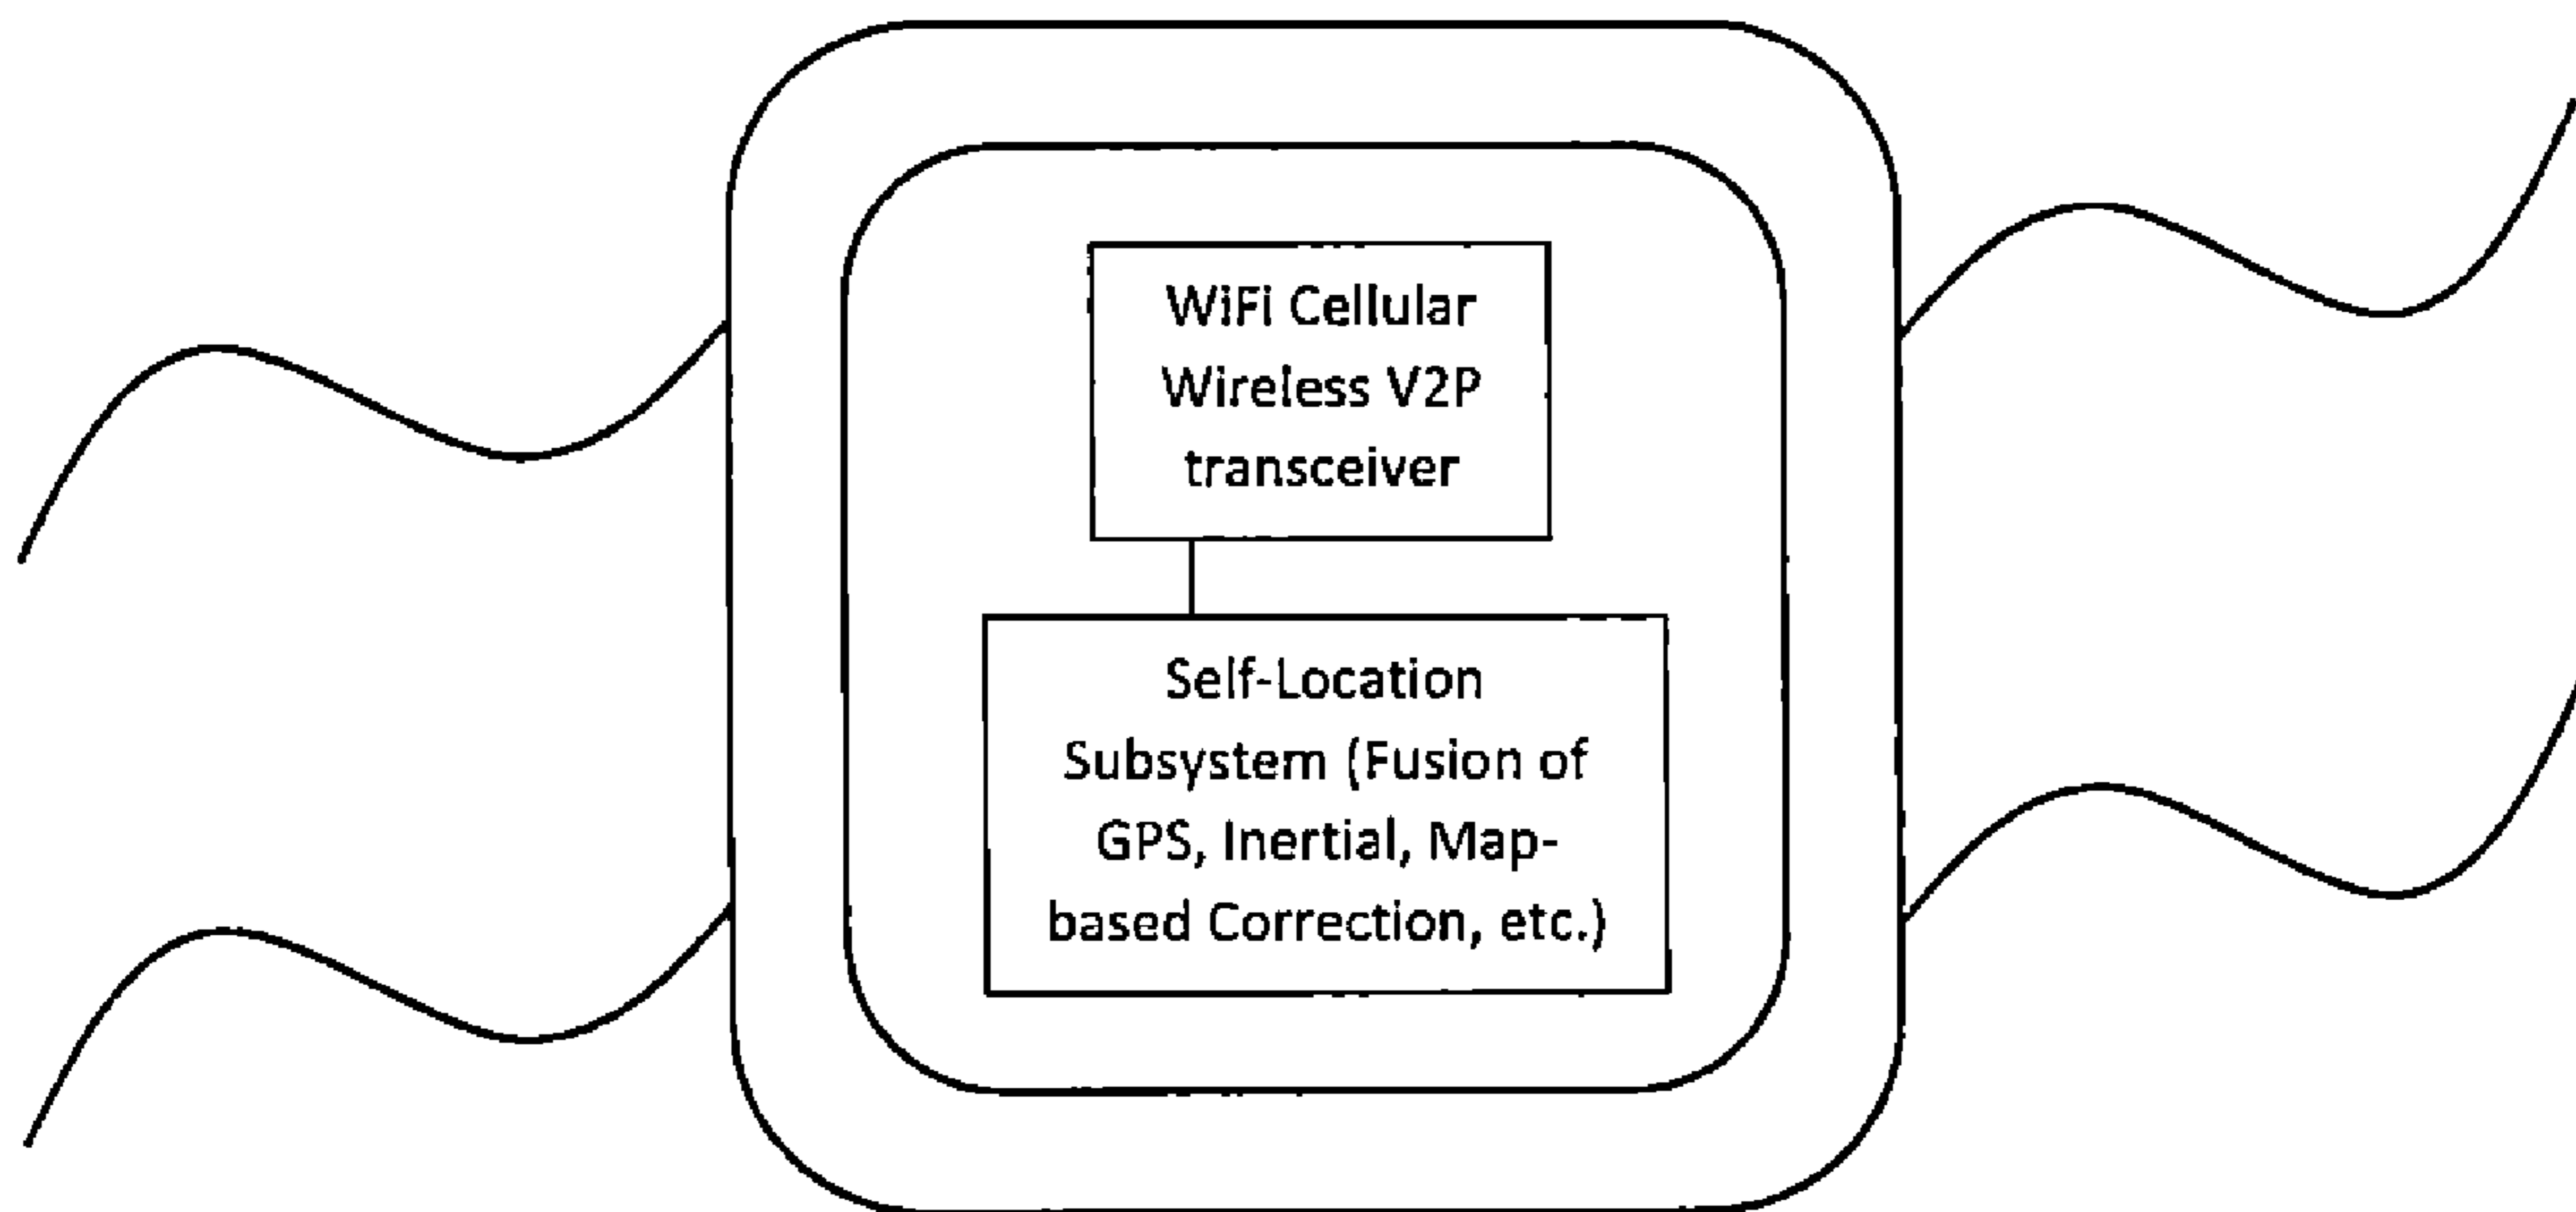 WiFi Cellular
Wireless V2P
transceiver
Self-Location
Subsystem (Fusion of
GPS, Inertial, Map-
based Correction, etc.)